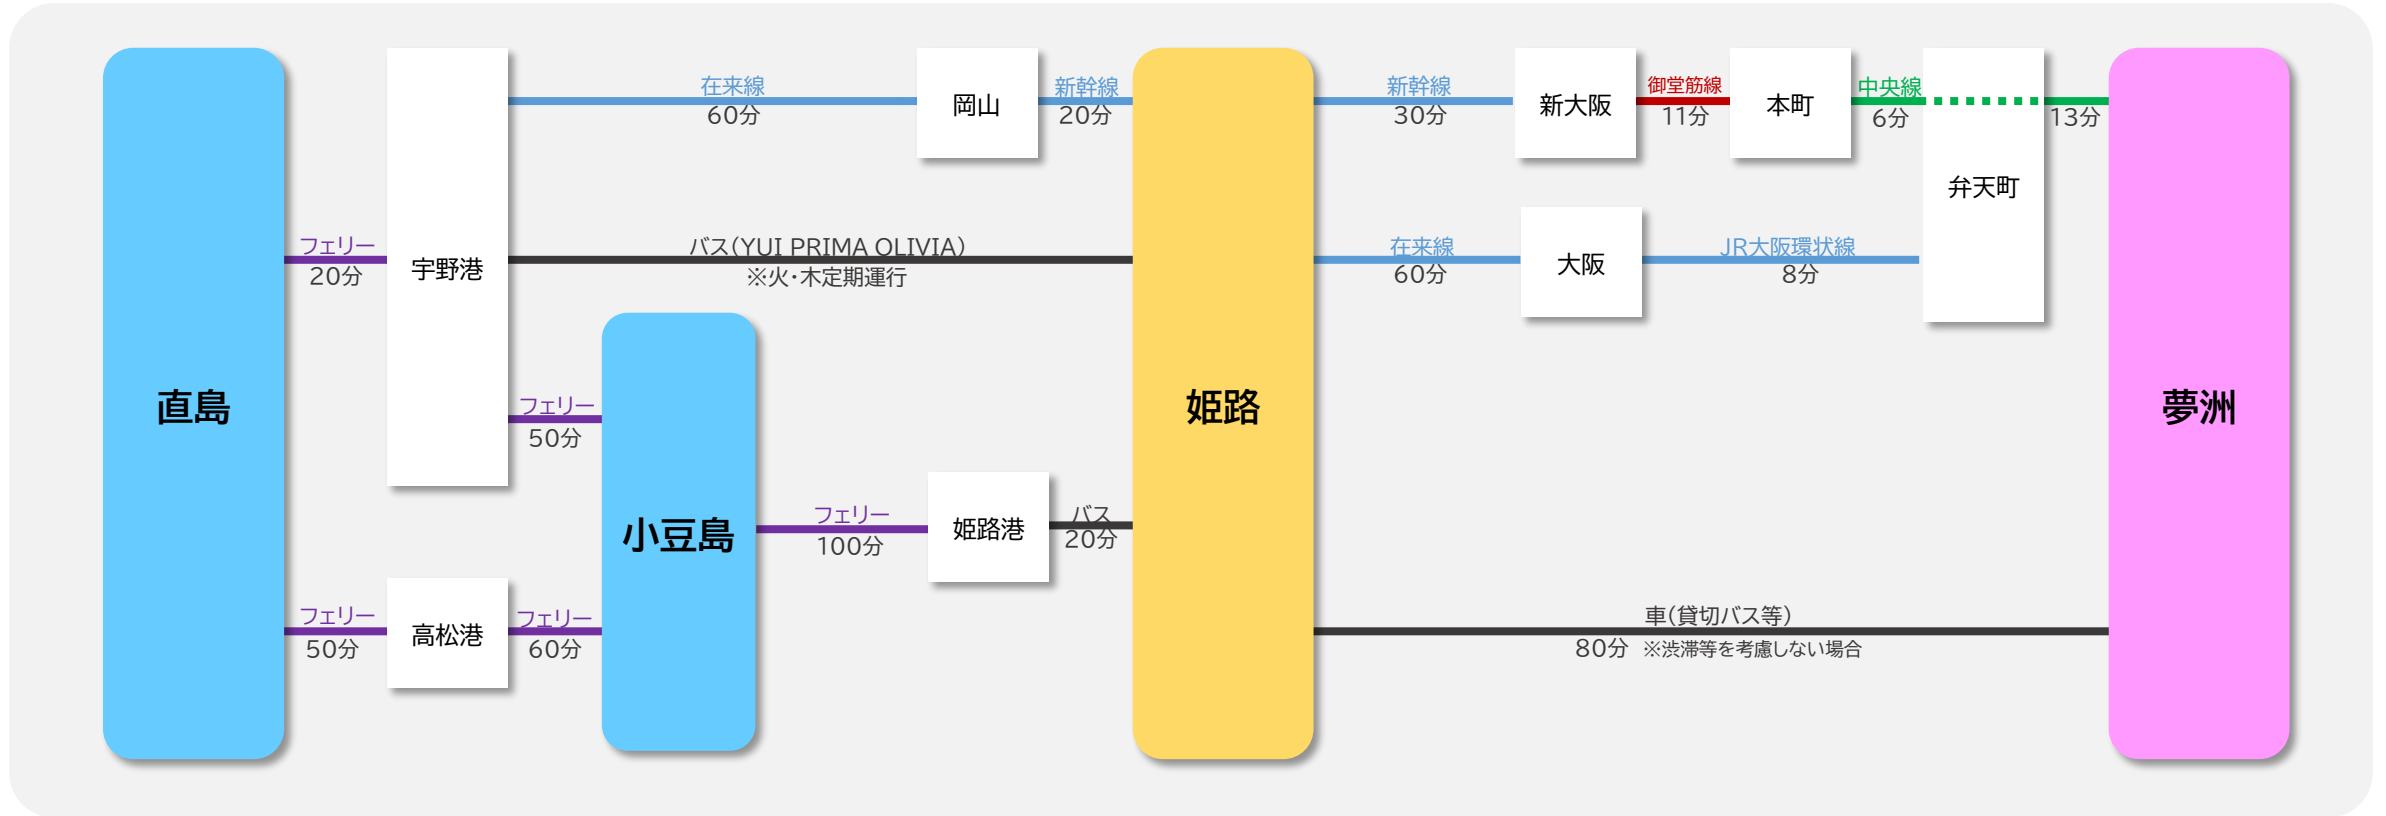 直島
フェリー
20分
宇野港
在来線
60分
岡山
新幹線
20分
バス（YUI PRIMA OLIVIA）
※火・木定期運行
フェリー
50分
小豆島
フェリー
50分
高松港
フェリー
60分
フェリー
100分
姫路港
バス
20分
姫路
新幹線
30分
新大阪
御堂筋線
11分
本町
中央線
6分
弁天町
13分
在来線
60分
大阪
JR大阪環状線
8分
車（貸切バス等）
80分 ※渋滞等を考慮しない場合
夢洲